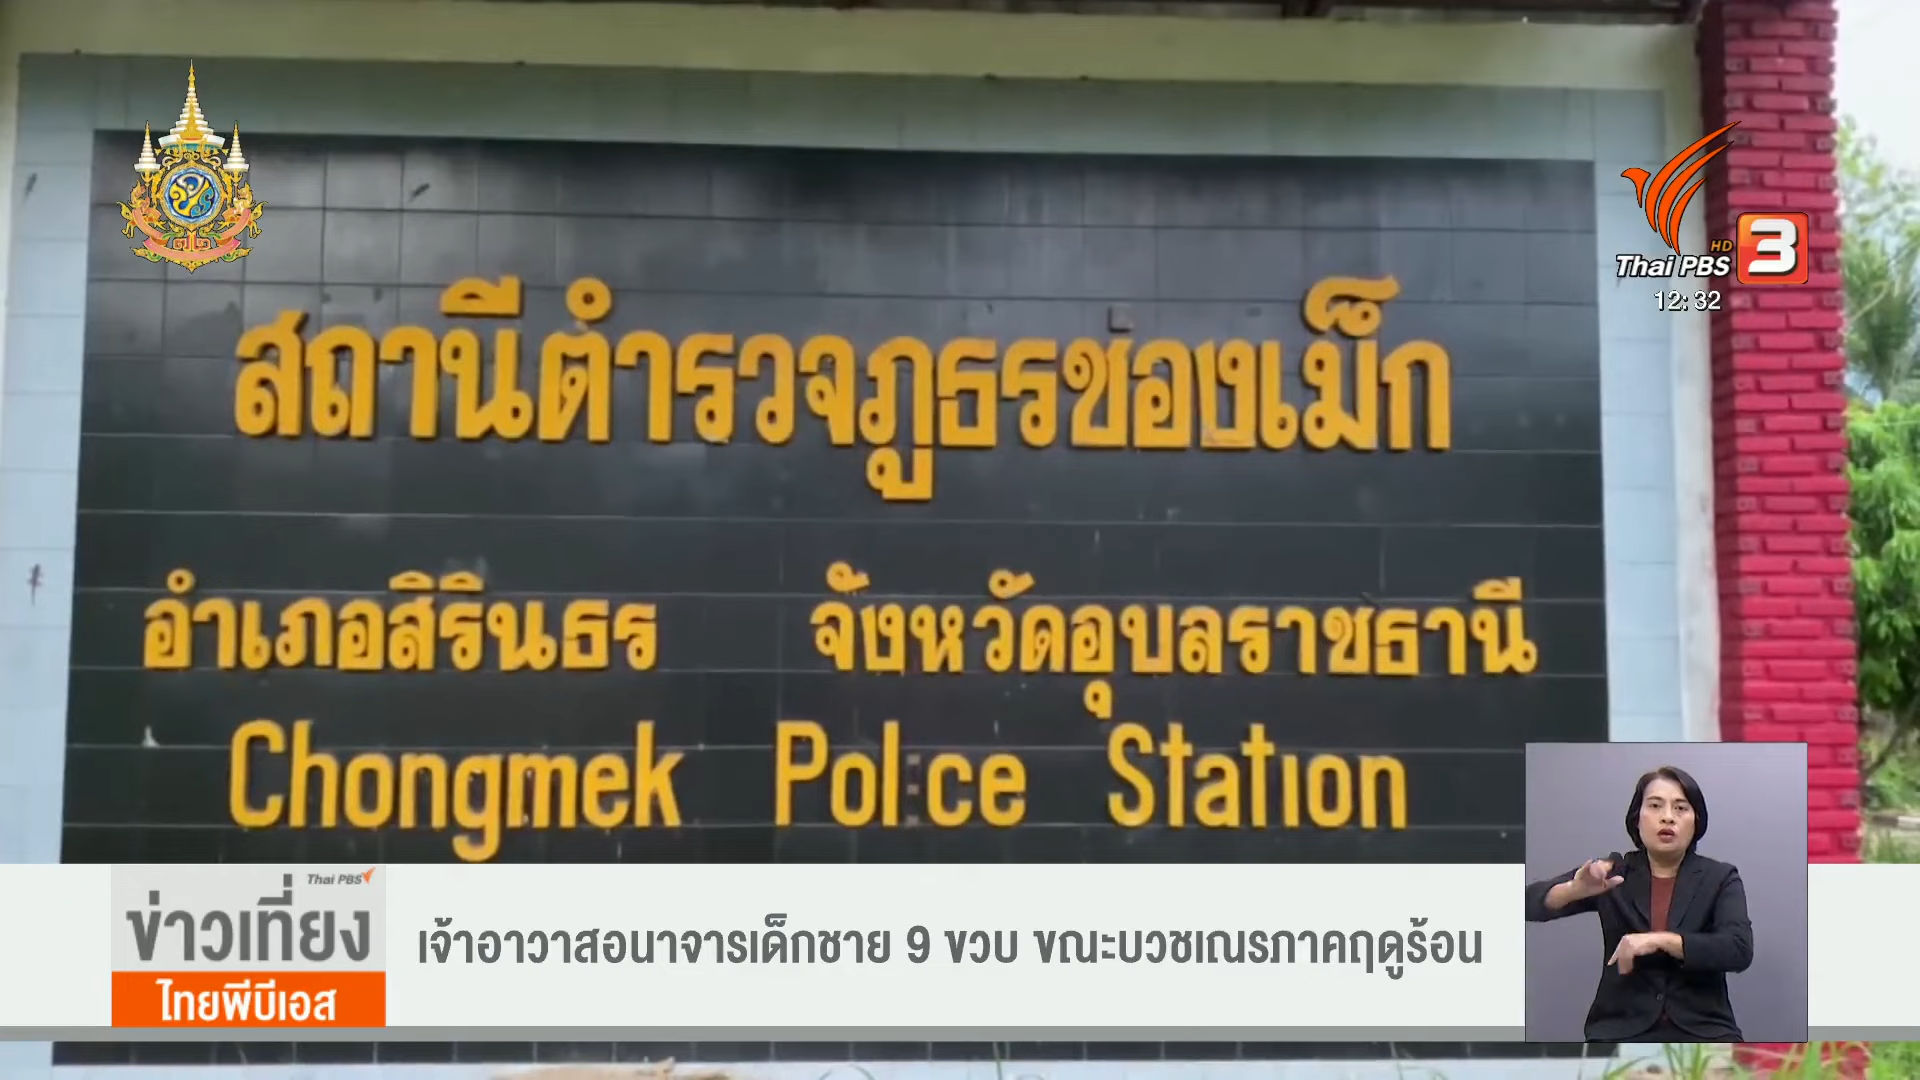 ๗๒
Thai PBS HD 3
12:32
สถานีตำรวจภูธรช่องเม็ก
อำเภอสิรินธร จังหวัดอุบลราชธานี
Chongmek Police Station
Thai PBS
ข่าวเที่ยง
ไทยพีบีเอส
เจ้าอาวาสอนาจารเด็กชาย 9 ขวบ ขณะบวชเณรภาคฤดูร้อน